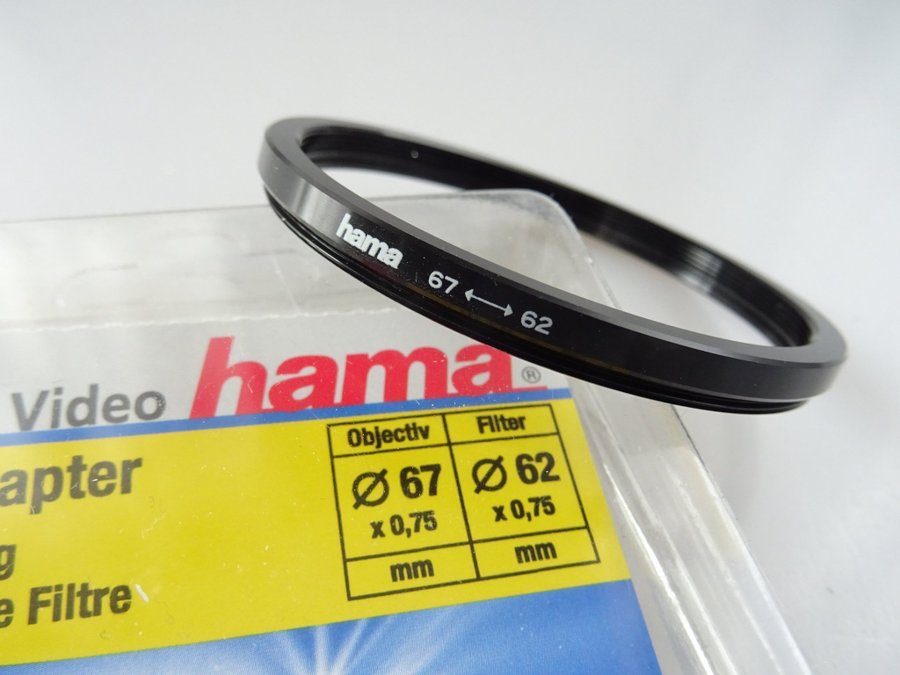 hama 67 ↔ 62
Video hama®
apter
g
e Filtre
Objectiv Filter
Ø 67 Ø 62
x 0,75 x 0,75
mm mm